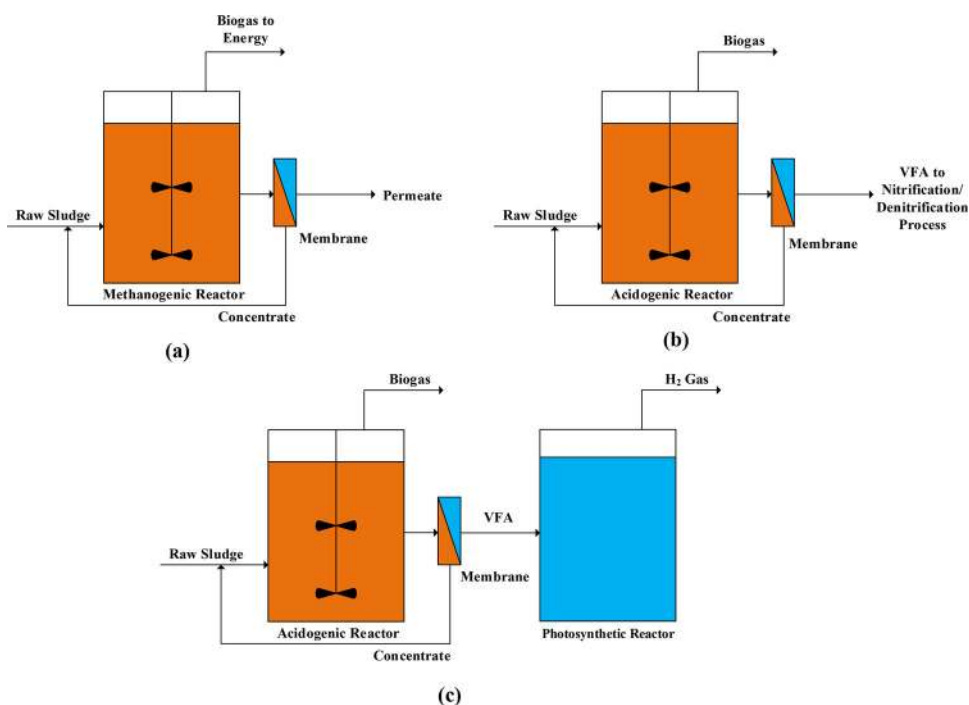 Biogas to
Energy
Raw Sludge
Permeate
Membrane
Methanogenic Reactor
Concentrate
(a)
Biogas
Raw Sludge
VFA to
Nitrification/
Denitrification
Process
Membrane
Acidogenic Reactor
Concentrate
(b)
Biogas
H₂ Gas
Raw Sludge
VFA
Membrane
Acidogenic Reactor
Photosynthetic Reactor
Concentrate
(c)